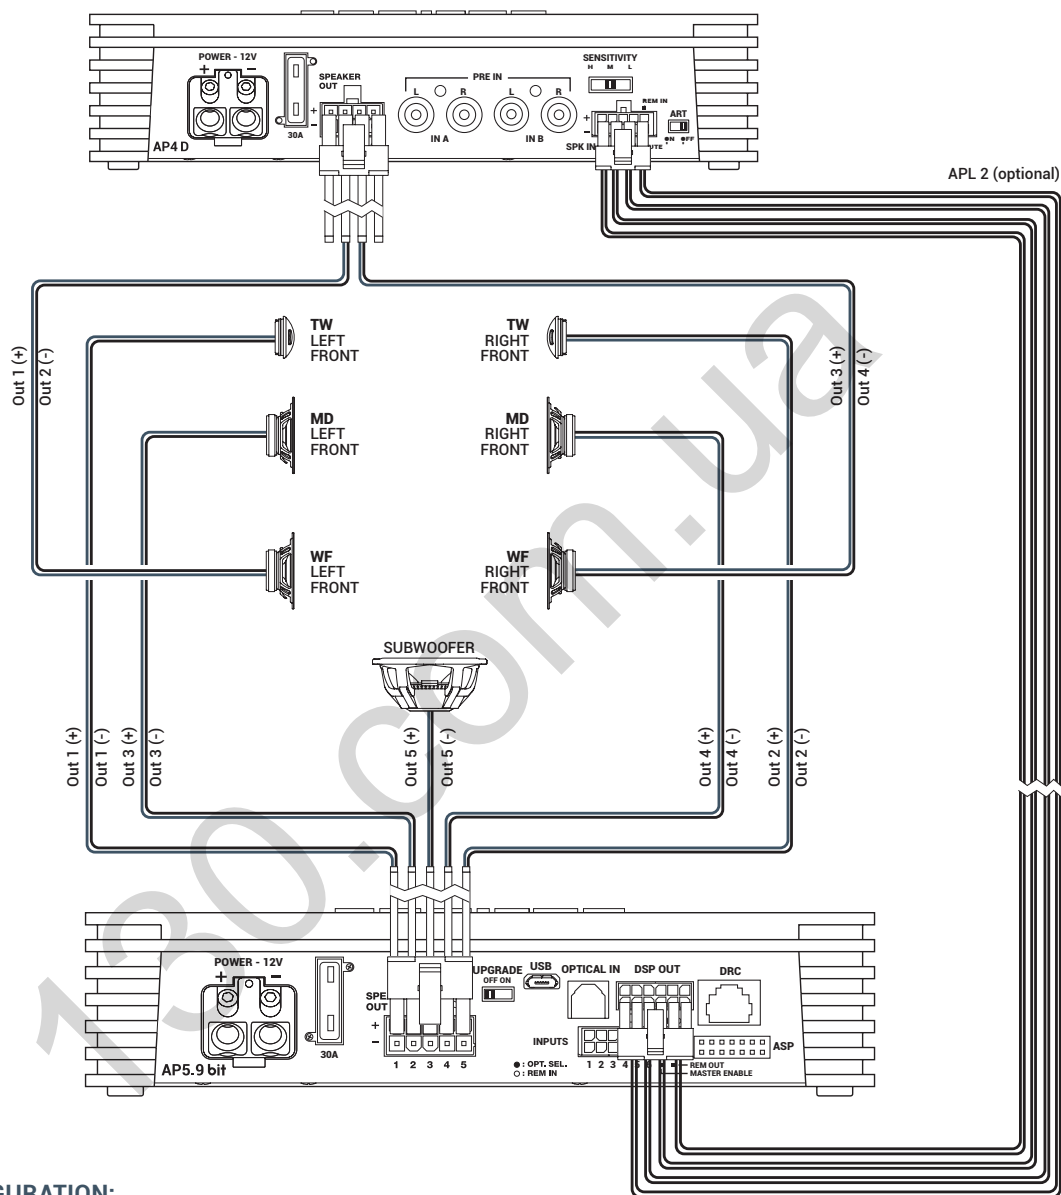 POWER - 12V
+ −
30A
SPEAKER
OUT
+
−
PRE IN
L R L R
IN A IN B
SENSITIVITY
H M L
REM IN
ART
ON OFF
+
−
SPK IN
AP4 D
APL 2 (optional)
Out 1 (+)
Out 2 (-)
TW
LEFT
FRONT
TW
RIGHT
FRONT
Out 3 (+)
Out 4 (-)
MD
LEFT
FRONT
MD
RIGHT
FRONT
WF
LEFT
FRONT
WF
RIGHT
FRONT
SUBWOOFER
Out 1 (+)
Out 1 (-)
Out 3 (+)
Out 3 (-)
Out 5 (+)
Out 5 (-)
Out 4 (+)
Out 4 (-)
Out 2 (+)
Out 2 (-)
POWER - 12V
+ −
30A
OUT
+
−
1 2 3 4 5
UPGRADE
OFF ON
USB
OPTICAL IN
DSP OUT
DRC
INPUTS
1 2 3 4
ASP
: OPT. SEL.
: REM IN
REM OUT
MASTER ENABLE
AP5.9 bit
130.com.ua
GURATION: